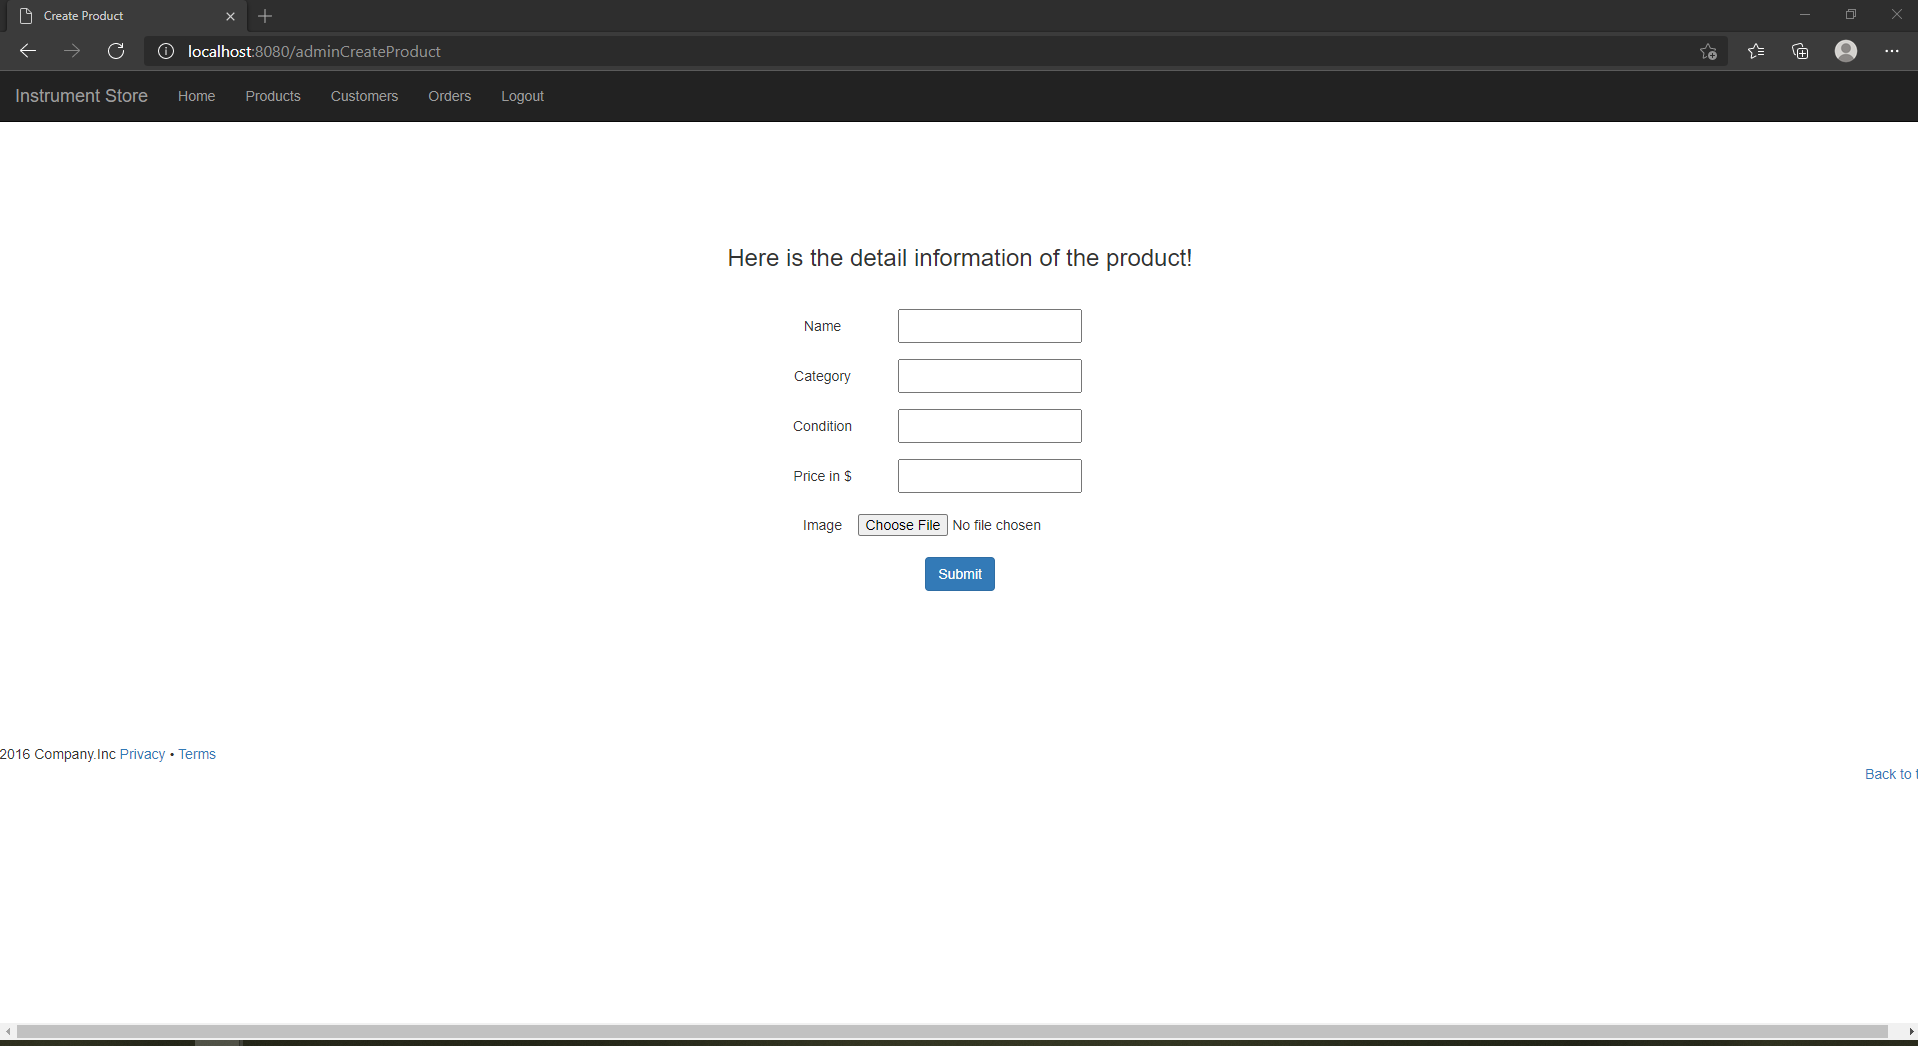 Create Product
localhost:8080/adminCreateProduct
Instrument Store Home Products Customers Orders Logout
Here is the detail information of the product!
Name
Category
Condition
Price in $
Image Choose File No file chosen
Submit
2016 Company.Inc Privacy • Terms
Back to